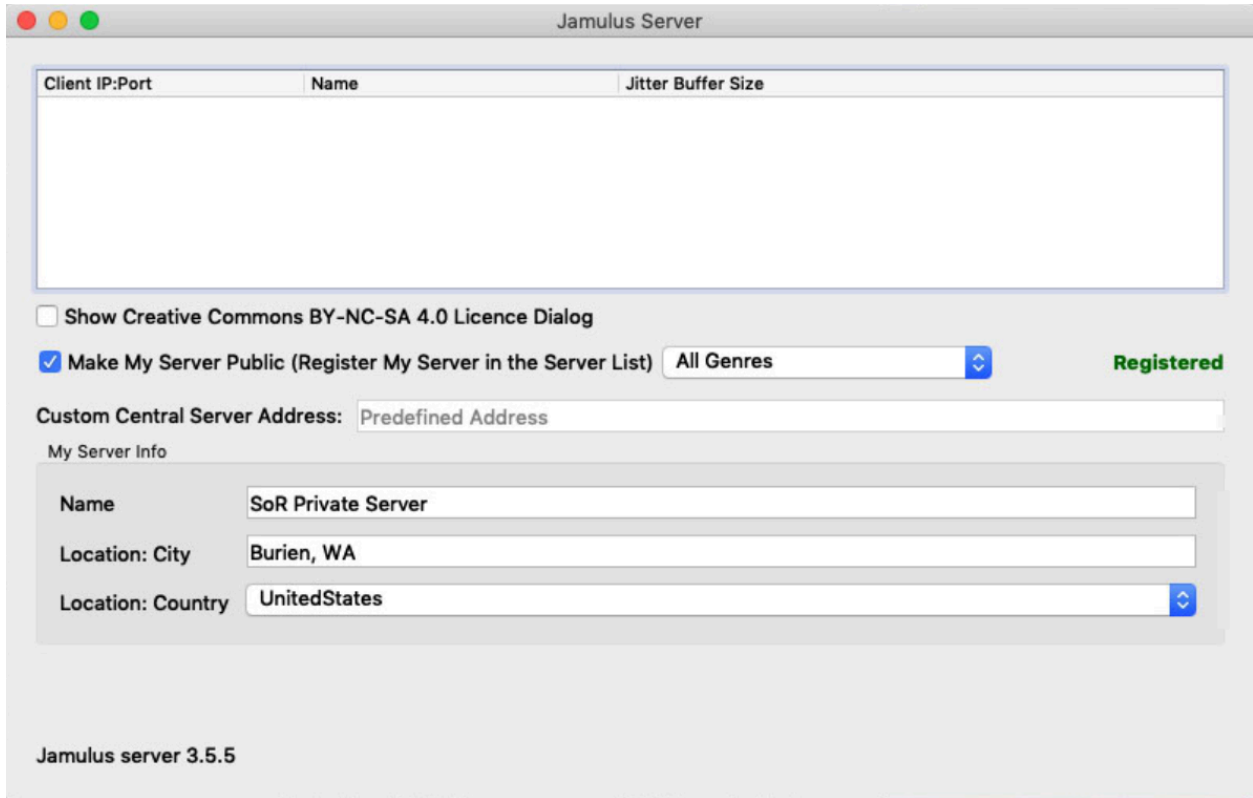 Jamulus Server
Client IP:Port Name Jitter Buffer Size
Show Creative Commons BY-NC-SA 4.0 Licence Dialog
Make My Server Public (Register My Server in the Server List) All Genres Registered
Custom Central Server Address: Predefined Address
My Server Info
Name SoR Private Server
Location: City Burien, WA
Location: Country UnitedStates
Jamulus server 3.5.5